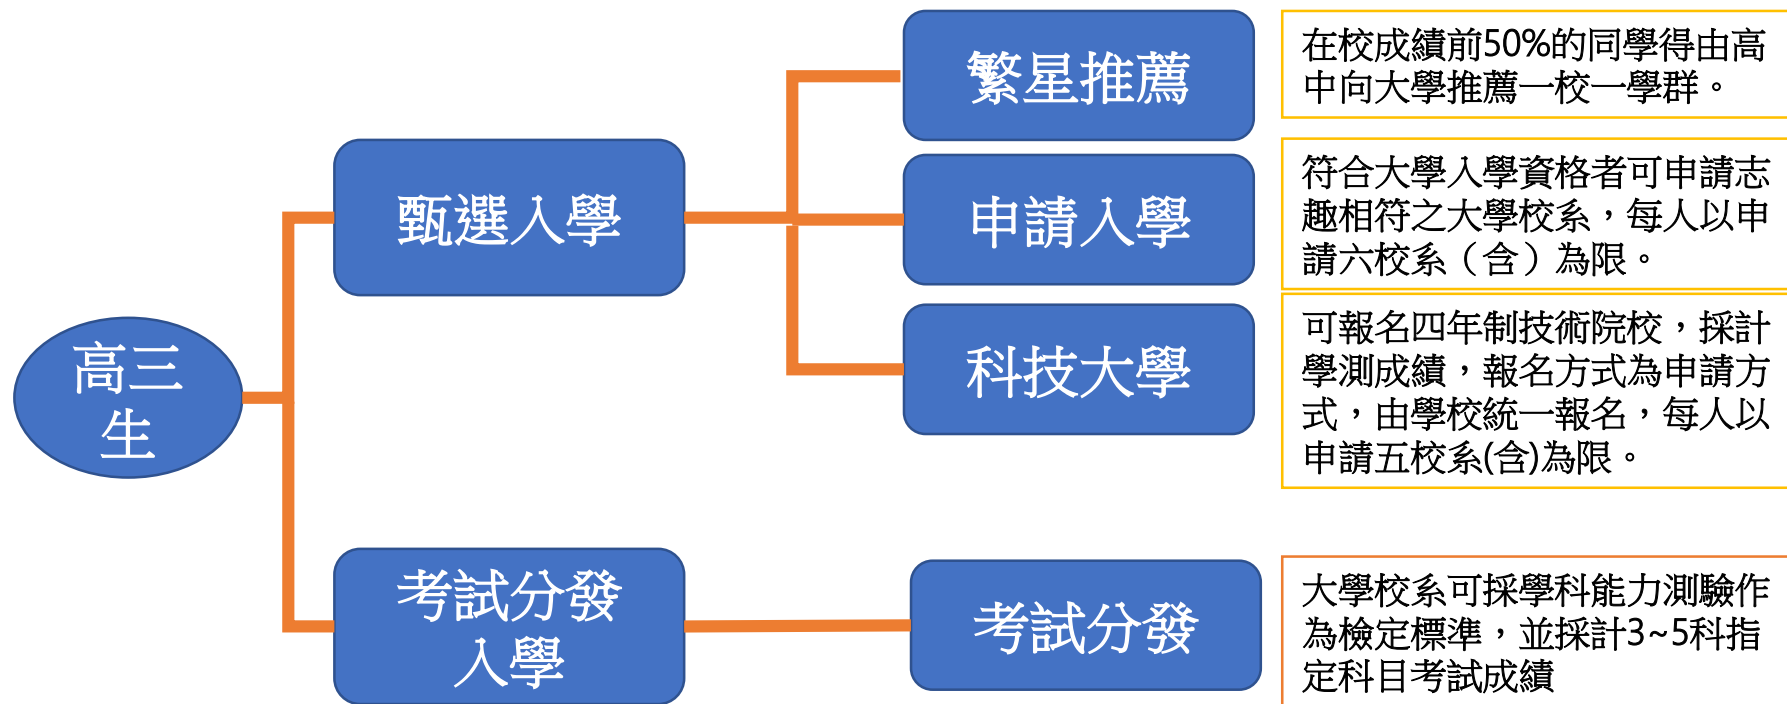 高三
生
甄選入學
考試分發
入學
繁星推薦
申請入學
科技大學
考試分發
在校成績前50%的同學得由高
中向大學推薦一校一學群。
符合大學入學資格者可申請志
趣相符之大學校系，每人以申
請六校系（含）為限。
可報名四年制技術院校，採計
學測成績，報名方式為申請方
式，由學校統一報名，每人以
申請五校系(含)為限。
大學校系可採學科能力測驗作
為檢定標準，並採計3~5科指
定科目考試成績